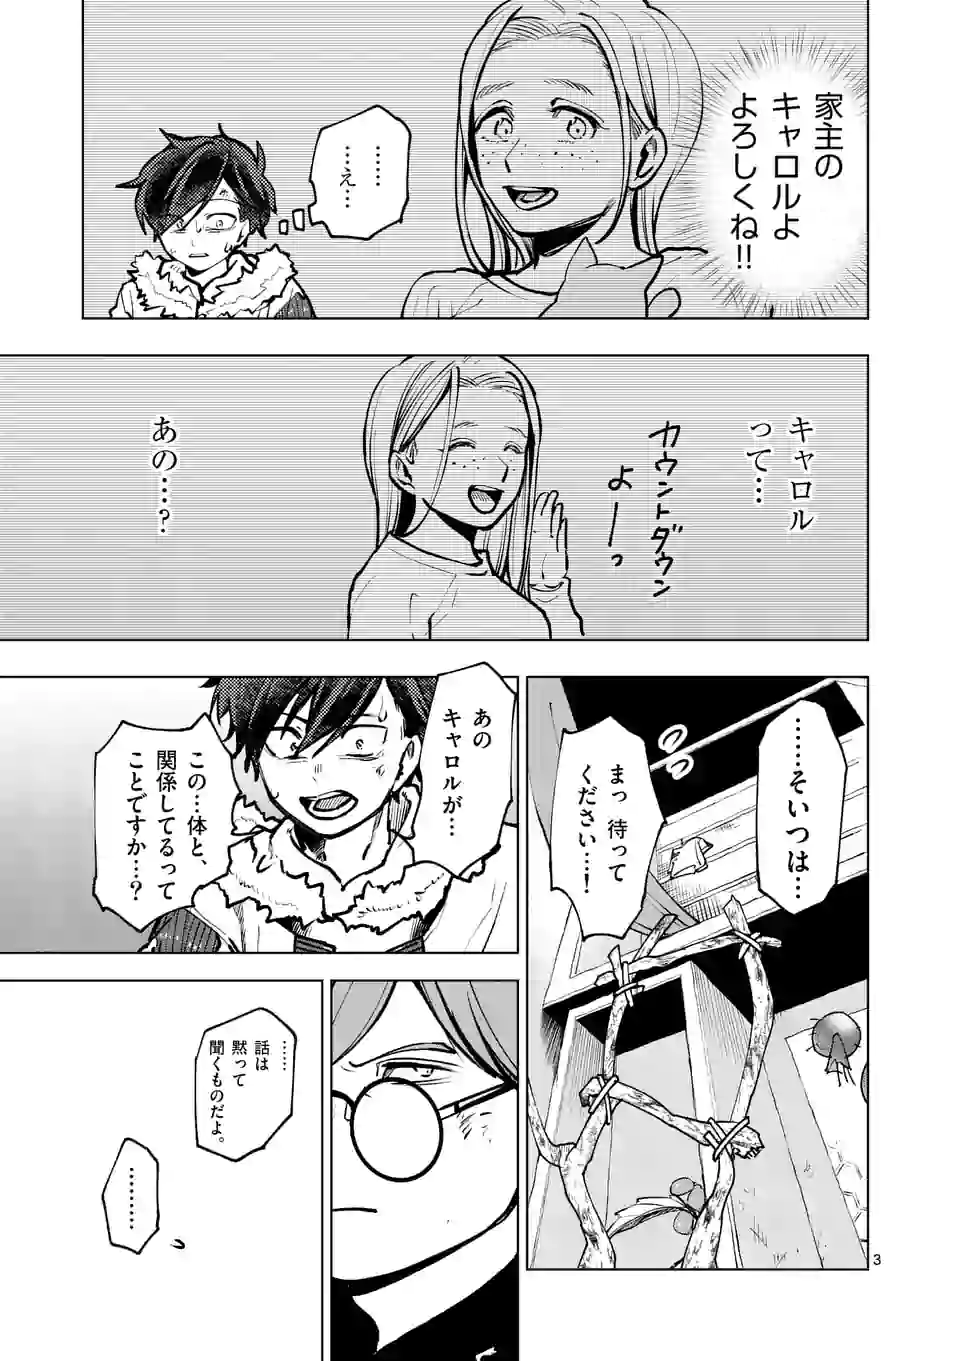 家主の
キャロルよ
よろしくね!!
……
…え…
キャロル
って…
カウントダウン
よーっ
あの…?
……そいつは…
まっ 待って
ください…!
あの
キャロルが…
この…体と、
関係してるって
ことですか…?
……
話は
黙って
聞くものだよ。
………
3